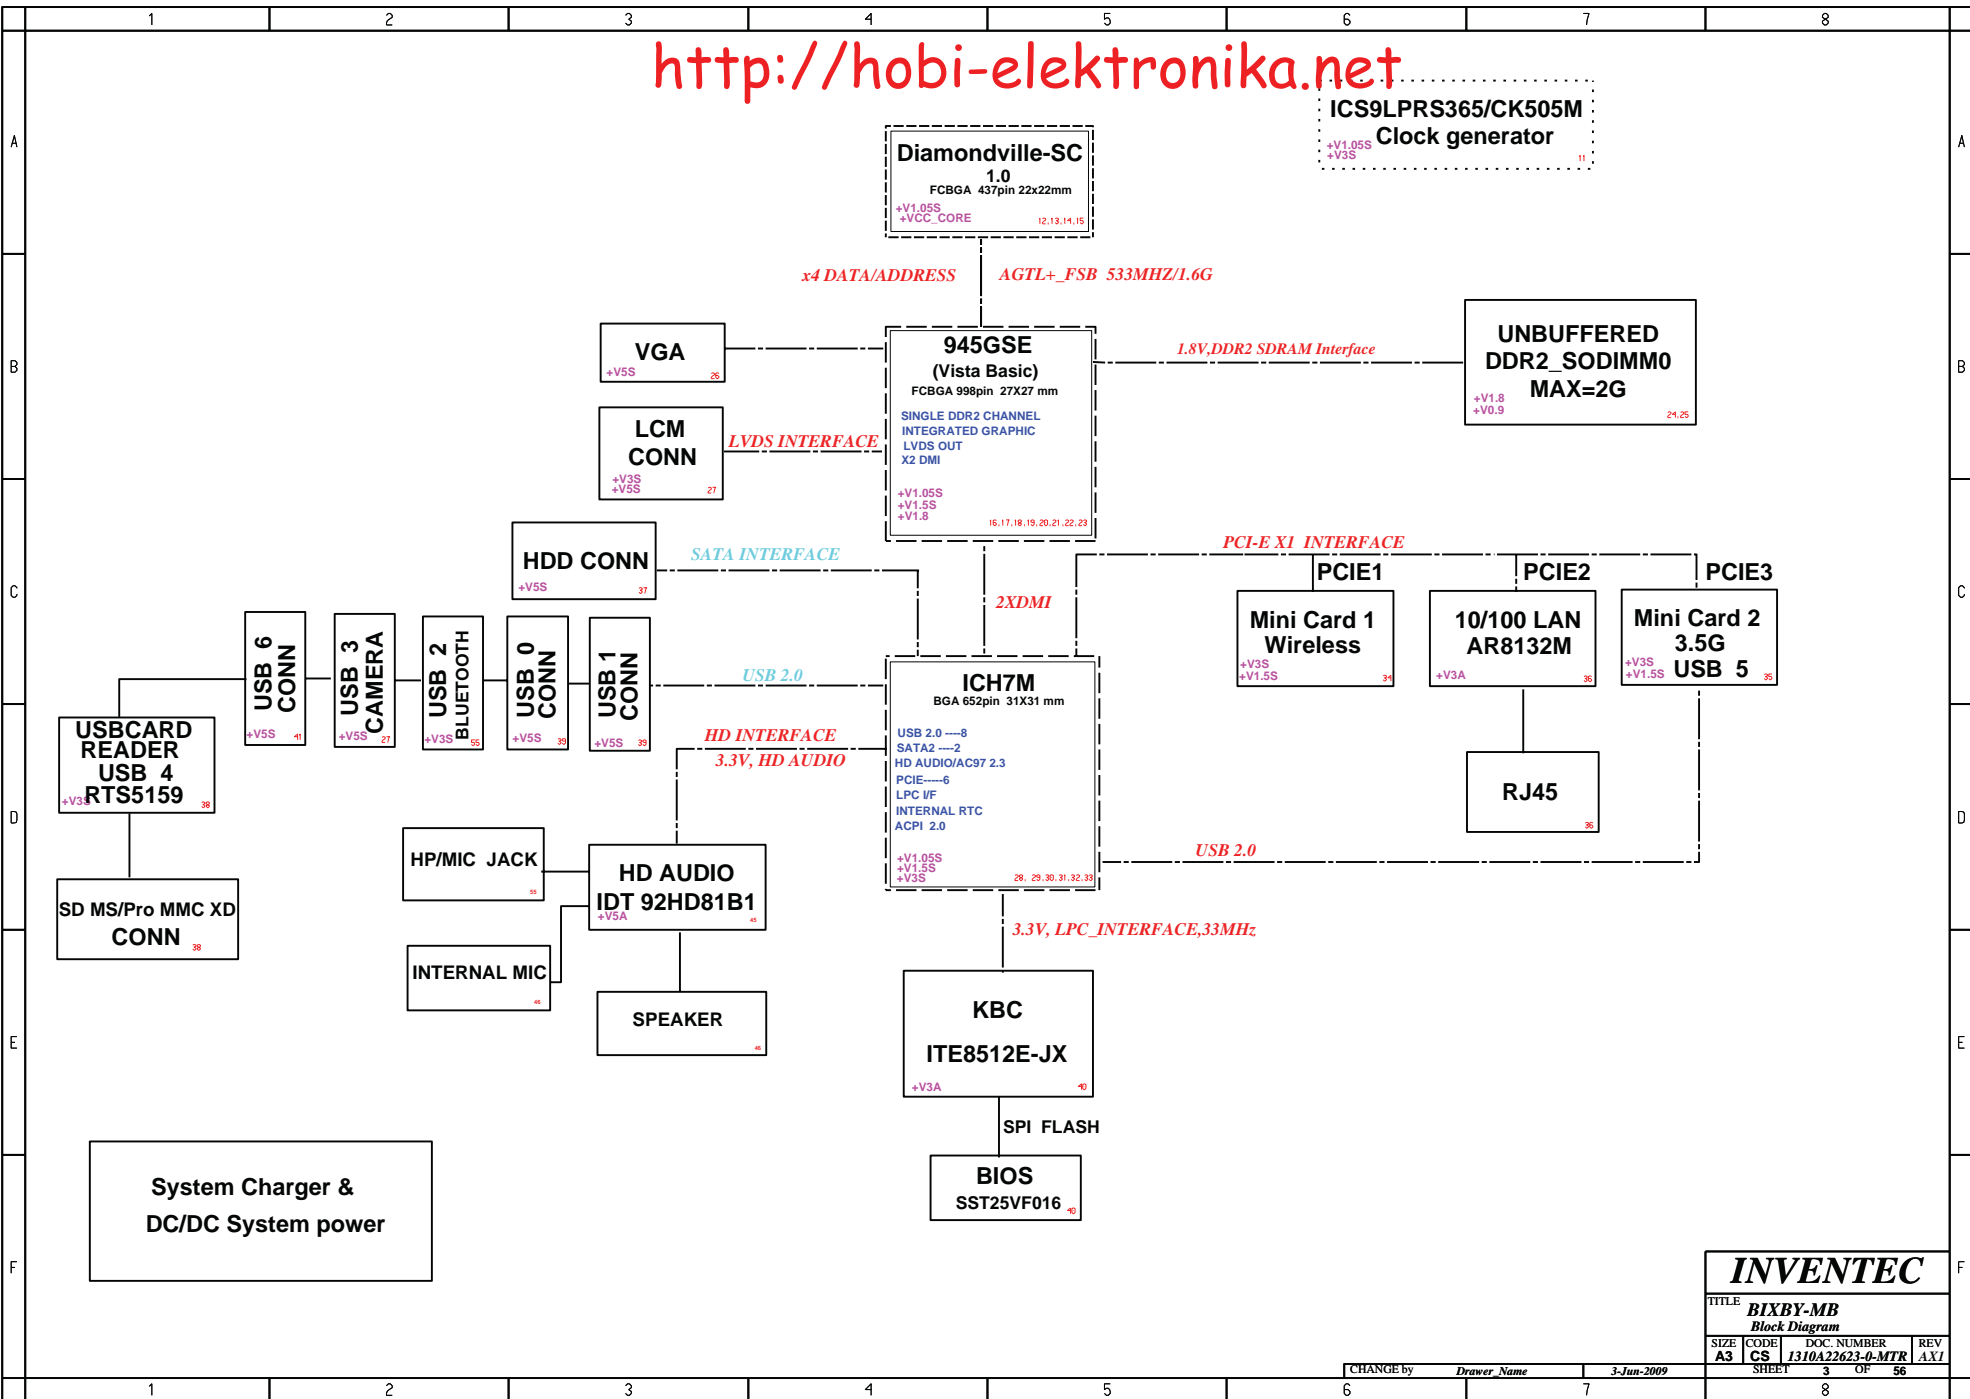 1 2 3 4 5 6 7 8
http://hobi-elektronika.net
A
A
ICS9LPRS365/CK505M
Clock generator
+V1.05S
+V3S
11
Diamondville-SC
1.0
FCBGA 437pin 22x22mm
+V1.05S
+VCC_CORE
12,13,14,15
x4 DATA/ADDRESS
AGTL+_FSB 533MHZ/1.6G
B
B
VGA
+V5S
26
945GSE
(Vista Basic)
FCBGA 998pin 27X27 mm
SINGLE DDR2 CHANNEL
INTEGRATED GRAPHIC
LVDS OUT
X2 DMI
+V1.05S
+V1.5S
+V1.8
16,17,18,19,20,21,22,23
1.8V,DDR2 SDRAM Interface
UNBUFFERED
DDR2_SODIMM0
MAX=2G
+V1.8
+V0.9
24,25
LCM
CONN
+V3S
+V5S
27
LVDS INTERFACE
C
C
HDD CONN
+V5S
37
SATA INTERFACE
2XDMI
PCI-E X1 INTERFACE
PCIE1
PCIE2
PCIE3
Mini Card 1
Wireless
+V3S
+V1.5S
34
10/100 LAN
AR8132M
+V3A
36
Mini Card 2
3.5G
USB 5
+V3S
+V1.5S
35
USB 6
CONN
+V5S
41
USB 3
CAMERA
+V5S
27
USB 2
BLUETOOTH
+V3S
55
USB 0
CONN
+V5S
39
USB 1
CONN
+V5S
39
USB 2.0
ICH7M
BGA 652pin 31X31 mm
USB 2.0 ----8
SATA2 ----2
HD AUDIO/AC97 2.3
PCIE-----6
LPC I/F
INTERNAL RTC
ACPI 2.0
+V1.05S
+V1.5S
+V3S
28, 29,30,31,32,33
D
D
USBCARD
READER
USB 4
RTS5159
+V3S
38
HD INTERFACE
3.3V, HD AUDIO
RJ45
36
USB 2.0
HP/MIC JACK
55
HD AUDIO
IDT 92HD81B1
+V5A
45
SD MS/Pro MMC XD
CONN
38
3.3V, LPC_INTERFACE,33MHz
E
E
INTERNAL MIC
46
SPEAKER
46
KBC
ITE8512E-JX
+V3A
40
SPI FLASH
BIOS
SST25VF016
40
System Charger &
DC/DC System power
F
F
INVENTEC
TITLE
BIXBY-MB
Block Diagram
SIZE CODE DOC. NUMBER REV
A3 CS 1310A22623-0-MTR AX1
CHANGE by Drawer_Name 3-Jun-2009 SHEET 3 OF 56
1 2 3 4 5 6 7 8